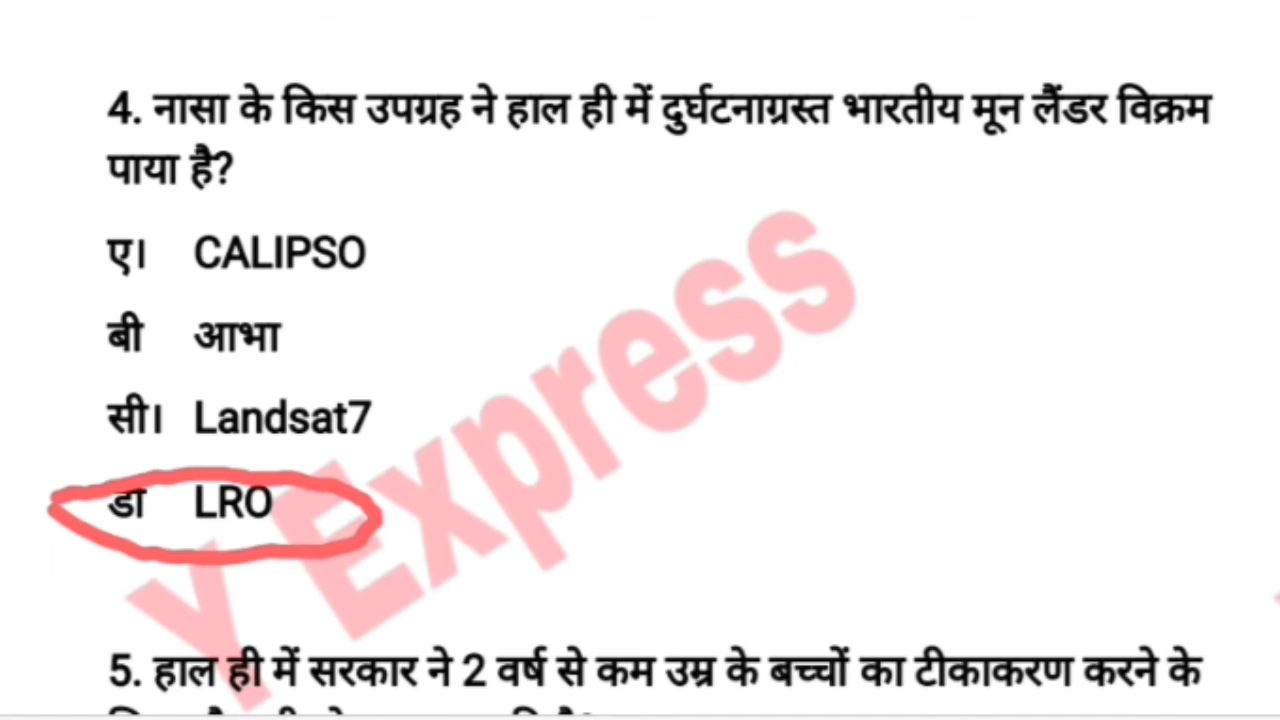 4. नासा के किस उपग्रह ने हाल ही में दुर्घटनाग्रस्त भारतीय मून लैंडर विक्रम
पाया है?
ए। CALIPSO
बी आभा
सी। Landsat7
डी LRO
Y Express
5. हाल ही में सरकार ने 2 वर्ष से कम उम्र के बच्चों का टीकाकरण करने के